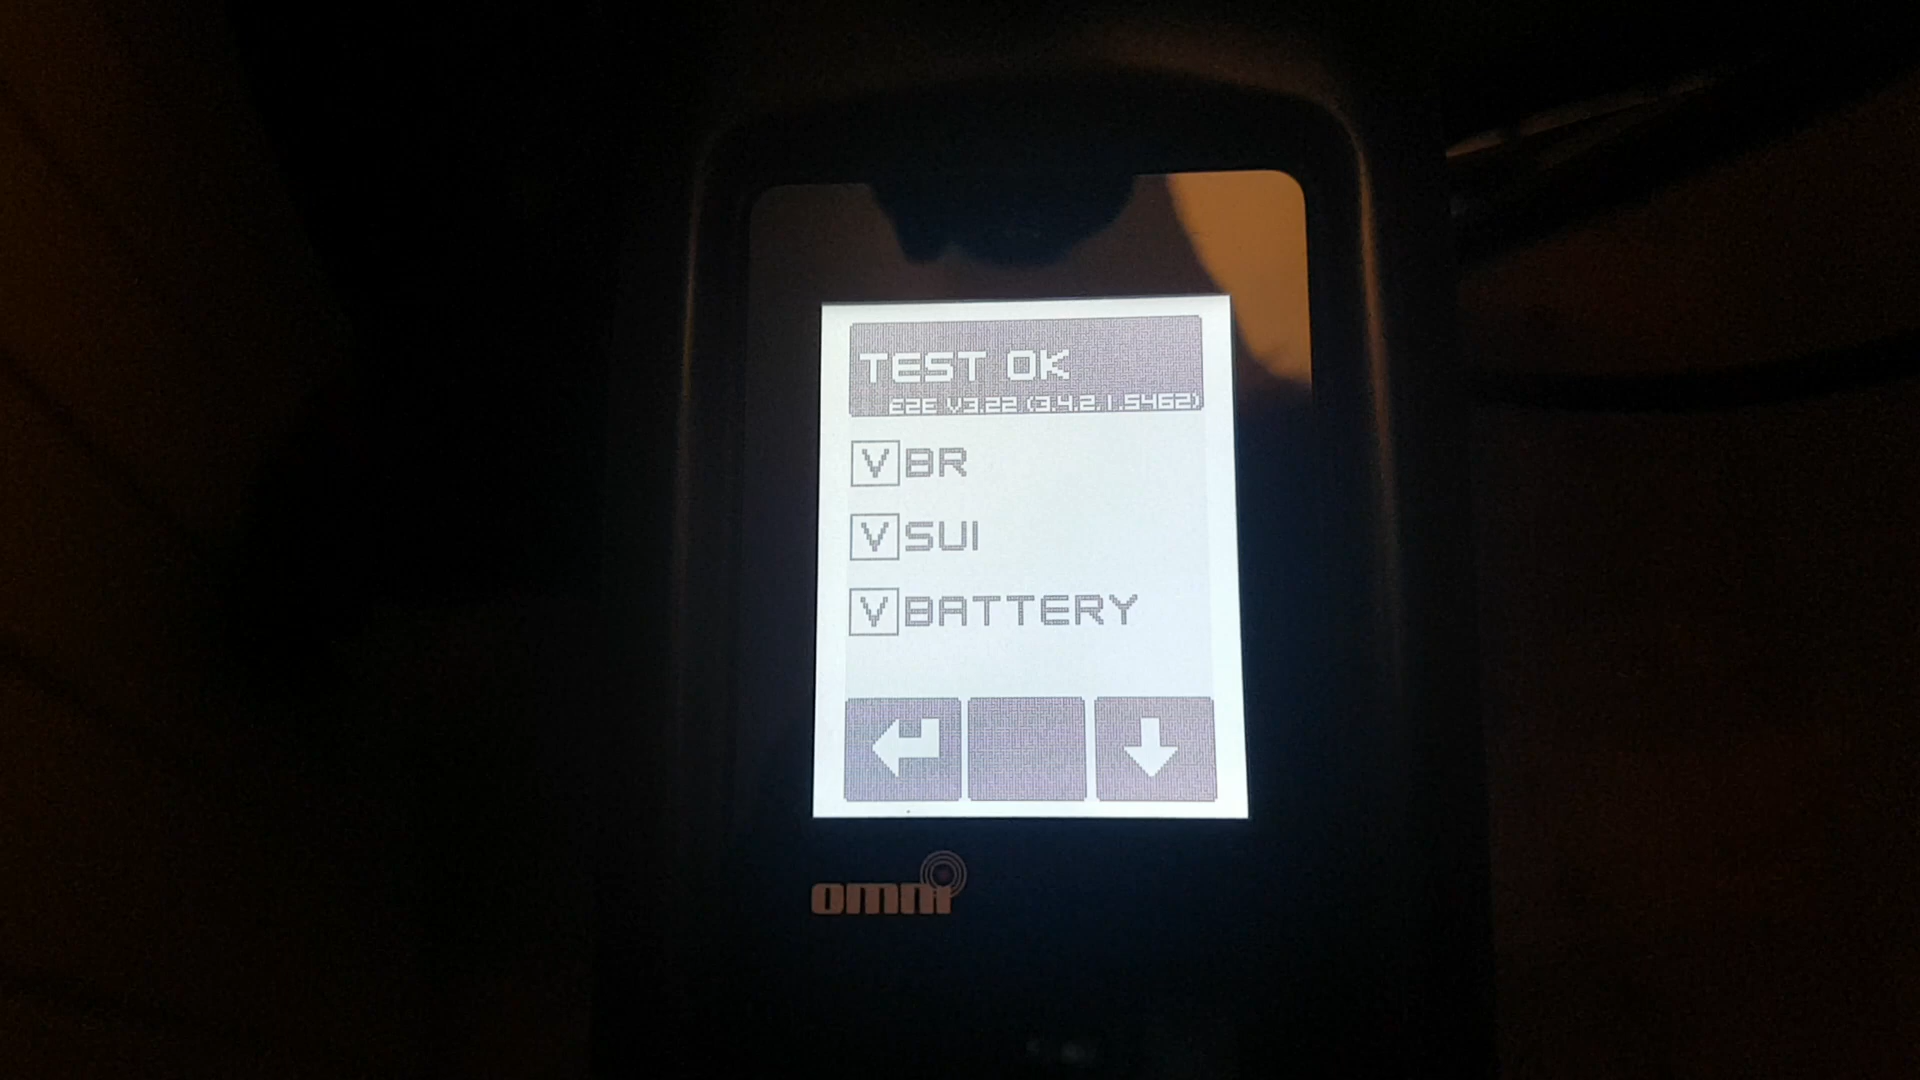 TEST OK
E2E V3.22 (3.4.2.1.5462)
V BR
V SUI
V BATTERY
omni